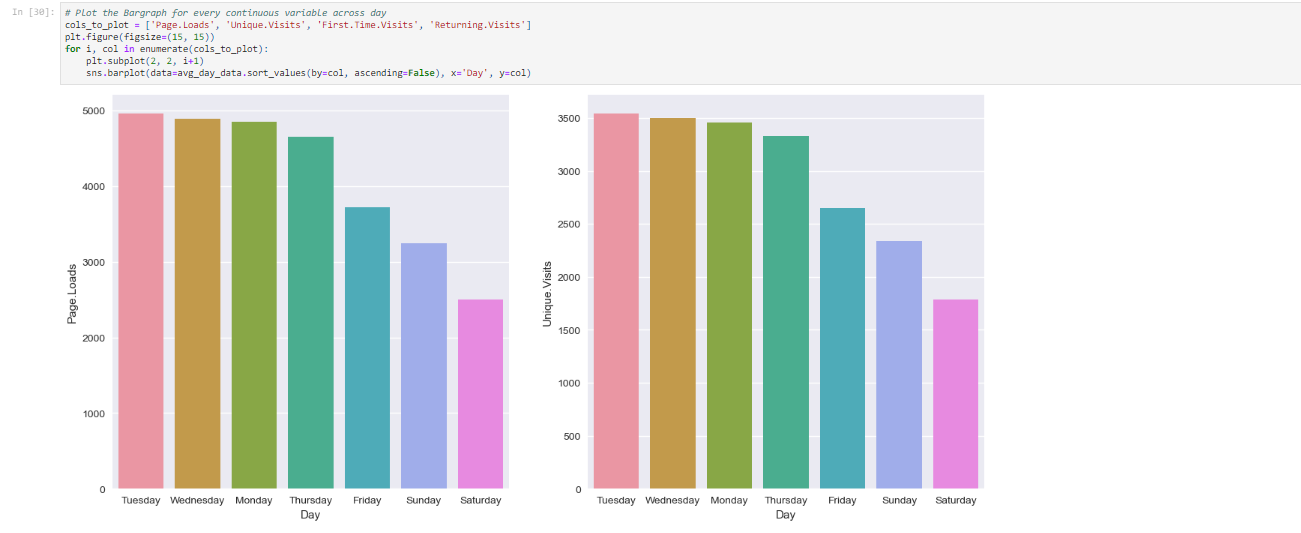 In [30]:
# Plot the Bargraph for every continuous variable across day
cols_to_plot = ['Page.Loads', 'Unique.Visits', 'First.Time.Visits', 'Returning.Visits']
plt.figure(figsize=(15, 15))
for i, col in enumerate(cols_to_plot):
    plt.subplot(2, 2, i+1)
    sns.barplot(data=avg_day_data.sort_values(by=col, ascending=False), x='Day', y=col)
5000
4000
3000
2000
1000
0
Page.Loads
Tuesday Wednesday Monday Thursday Friday Sunday Saturday
Day
3500
3000
2500
2000
1500
1000
500
0
Unique.Visits
Tuesday Wednesday Monday Thursday Friday Sunday Saturday
Day